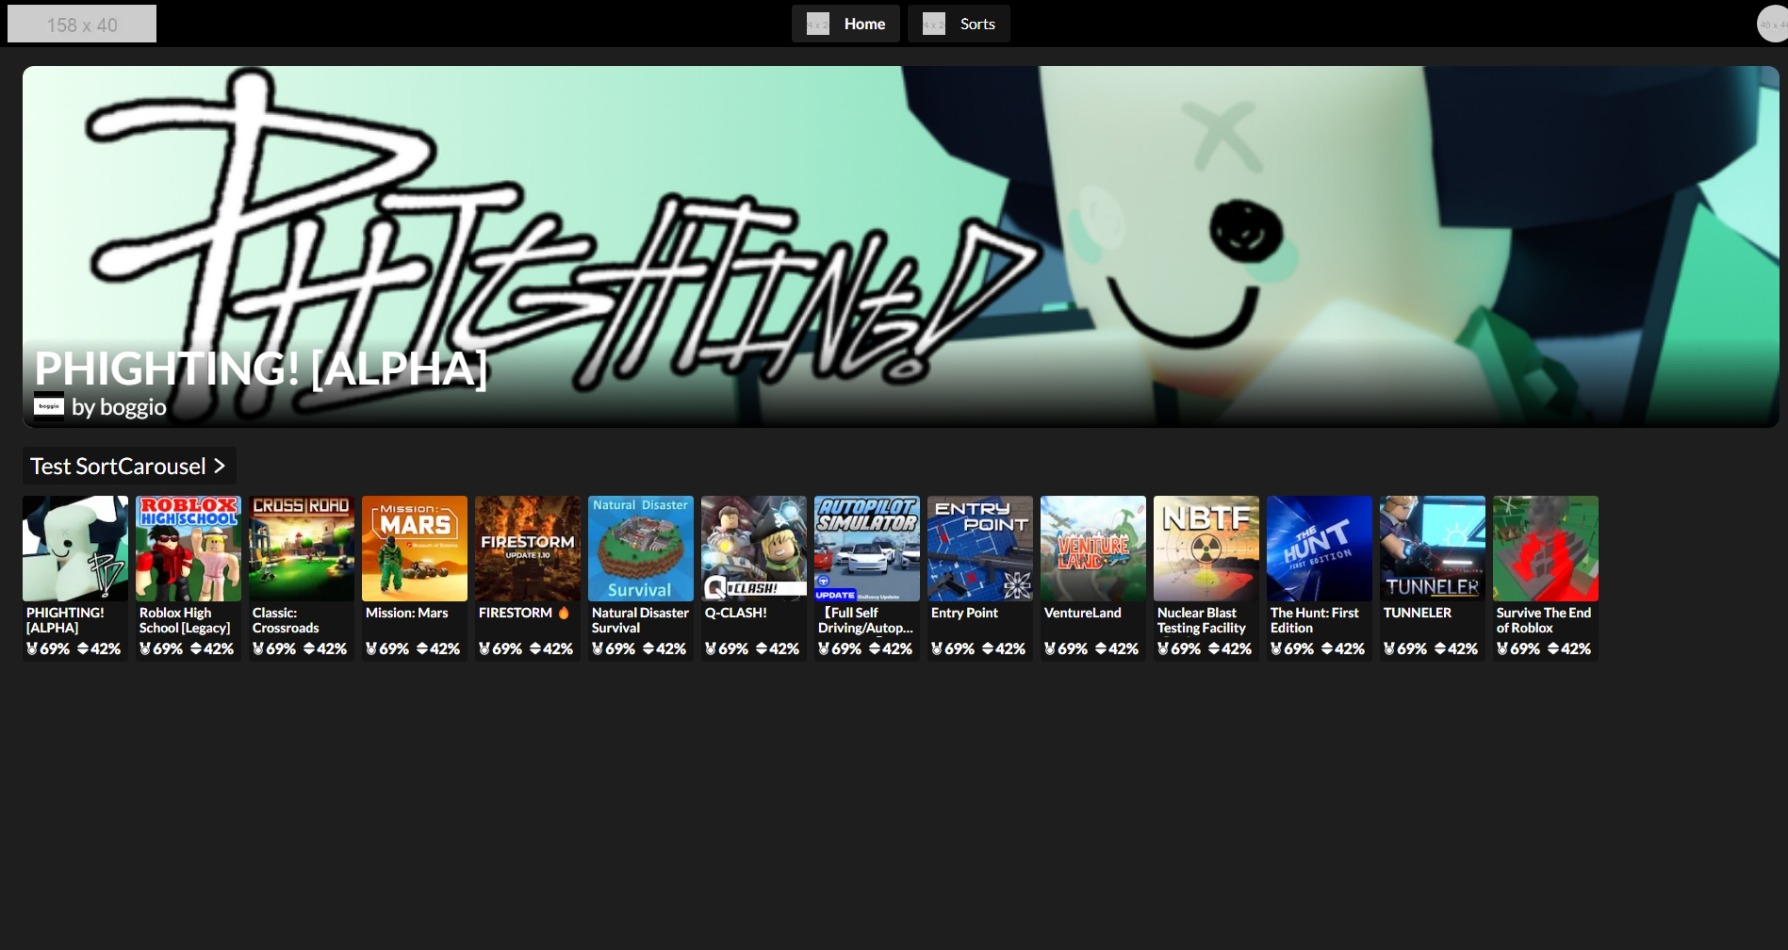 158 x 40
Home
Sorts
PHIGHTING!
PHIGHTING! [ALPHA]
boggio
by boggio
Test SortCarousel >
PHIGHTING!
[ALPHA]
69% 42%
ROBLOX
HIGH SCHOOL
Roblox High
School [Legacy]
69% 42%
CROSSROAD
Classic:
Crossroads
69% 42%
Mission:
MARS
Mission: Mars
69% 42%
FIRESTORM
UPDATE 1.10
FIRESTORM 🔥
69% 42%
Natural Disaster
Survival
Natural Disaster
Survival
69% 42%
Q-CLASH!
Q-CLASH!
69% 42%
AUTOPILOT
SIMULATOR
UPDATE
【Full Self
Driving/Autop...
69% 42%
ENTRY
POINT
Entry Point
69% 42%
VENTURE
LAND
VentureLand
69% 42%
NBTF
Nuclear Blast
Testing Facility
69% 42%
THE
HUNT
FIRST EDITION
The Hunt: First
Edition
69% 42%
TUNNELER
TUNNELER
69% 42%
Survive The End
of Roblox
69% 42%